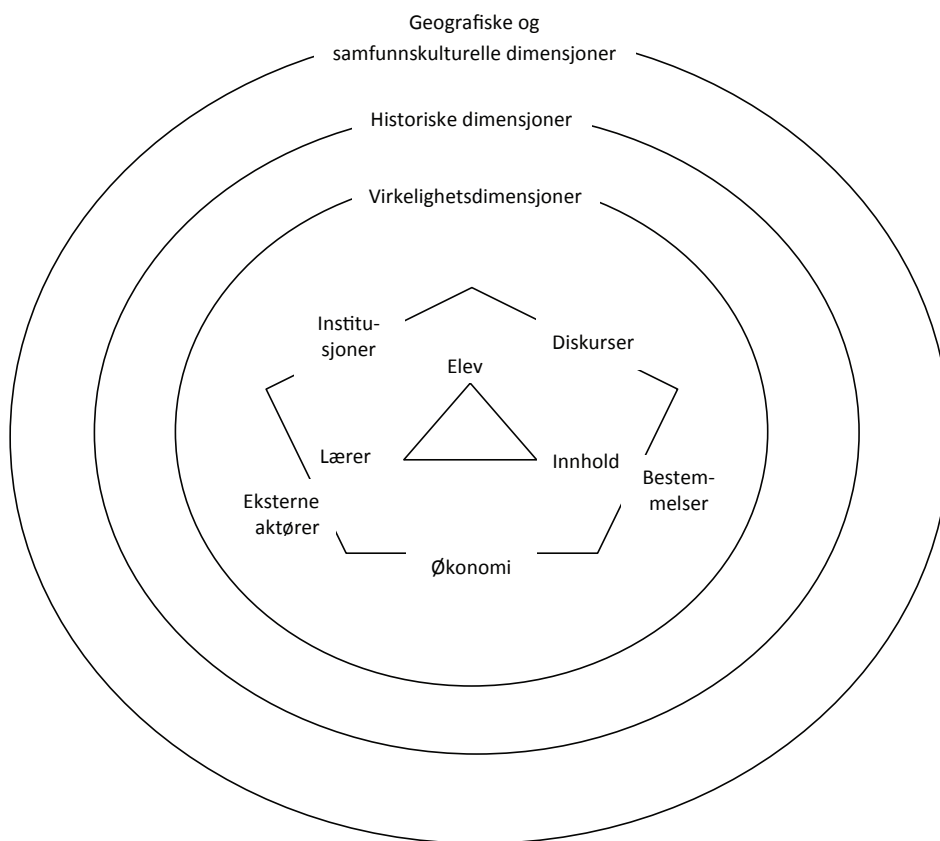 Geografiske og
samfunnskulturelle dimensjoner
Historiske dimensjoner
Virkelighetsdimensjoner
Institu-
sjoner
Diskurser
Elev
Lærer
Innhold
Bestem-
melser
Eksterne
aktører
Økonomi